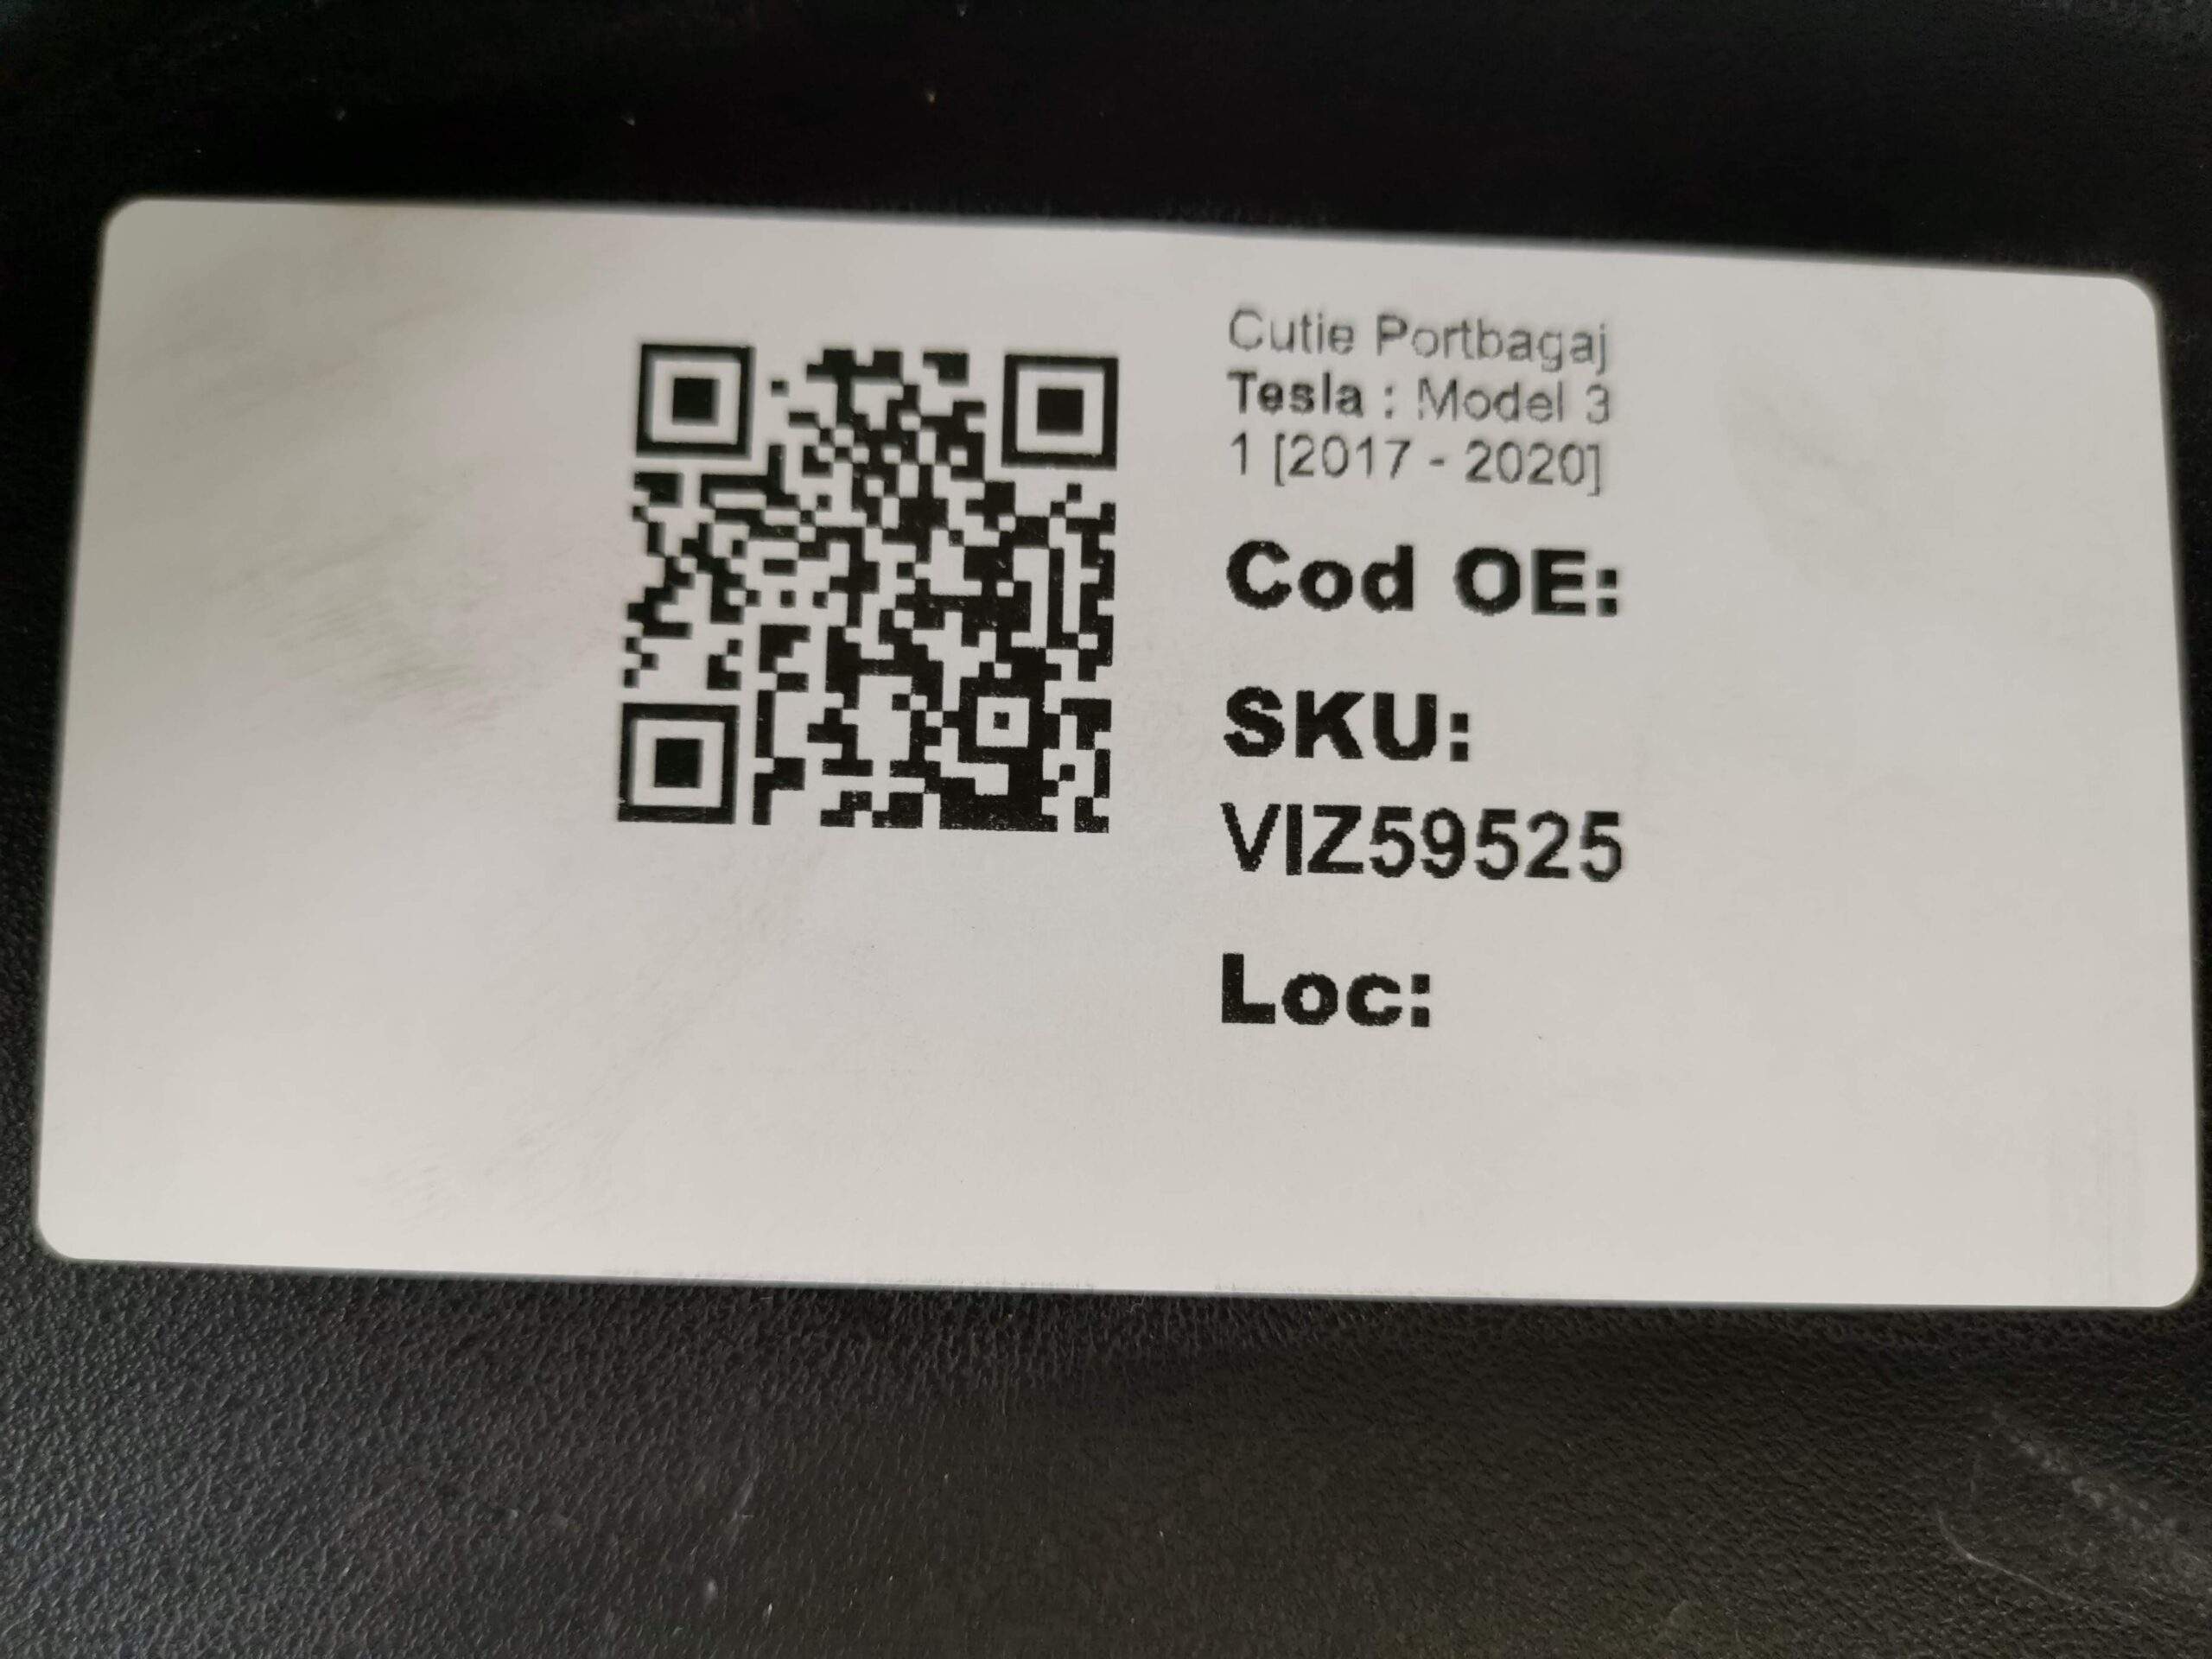 Cutie Portbagaj
Tesla : Model 3
1 [2017 - 2020]
Cod OE:
SKU:
VIZ59525
Loc: